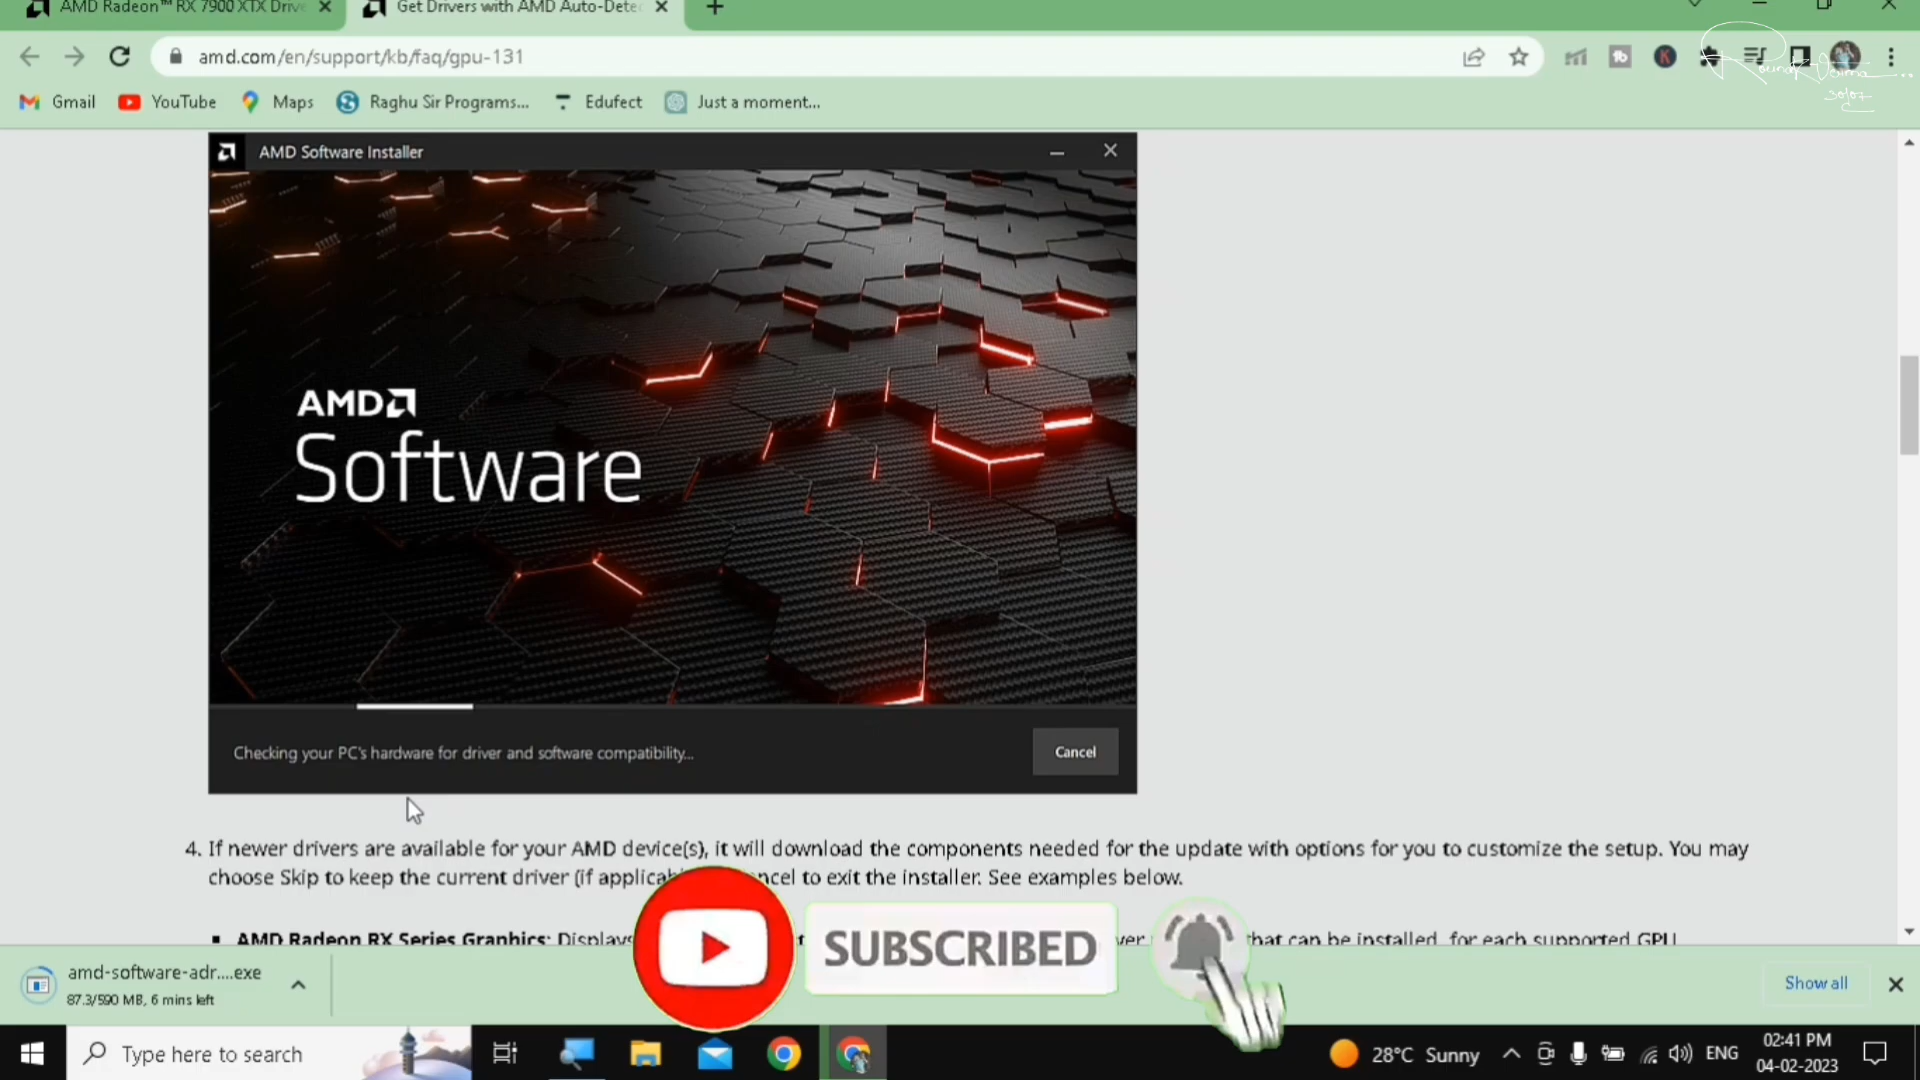 AMD Radeon™ RX 7900 XTX Drive
Get Drivers with AMD Auto-Detec
amd.com/en/support/kb/faq/gpu-131
Gmail
YouTube
Maps
Raghu Sir Programs...
Edufect
Just a moment...
AMD Software Installer
AMD
Software
Checking your PC's hardware for driver and software compatibility...
Cancel
4. If newer drivers are available for your AMD device(s), it will download the components needed for the update with options for you to customize the setup. You may
choose Skip to keep the current driver (if applicab ncel to exit the installer. See examples below.
AMD Radeon RX Series Graphics: Displays that can be installed for each supported GPU
SUBSCRIBED
amd-software-adr....exe
87.3/590 MB, 6 mins left
Show all
Type here to search
28°C Sunny
ENG
02:41 PM
04-02-2023